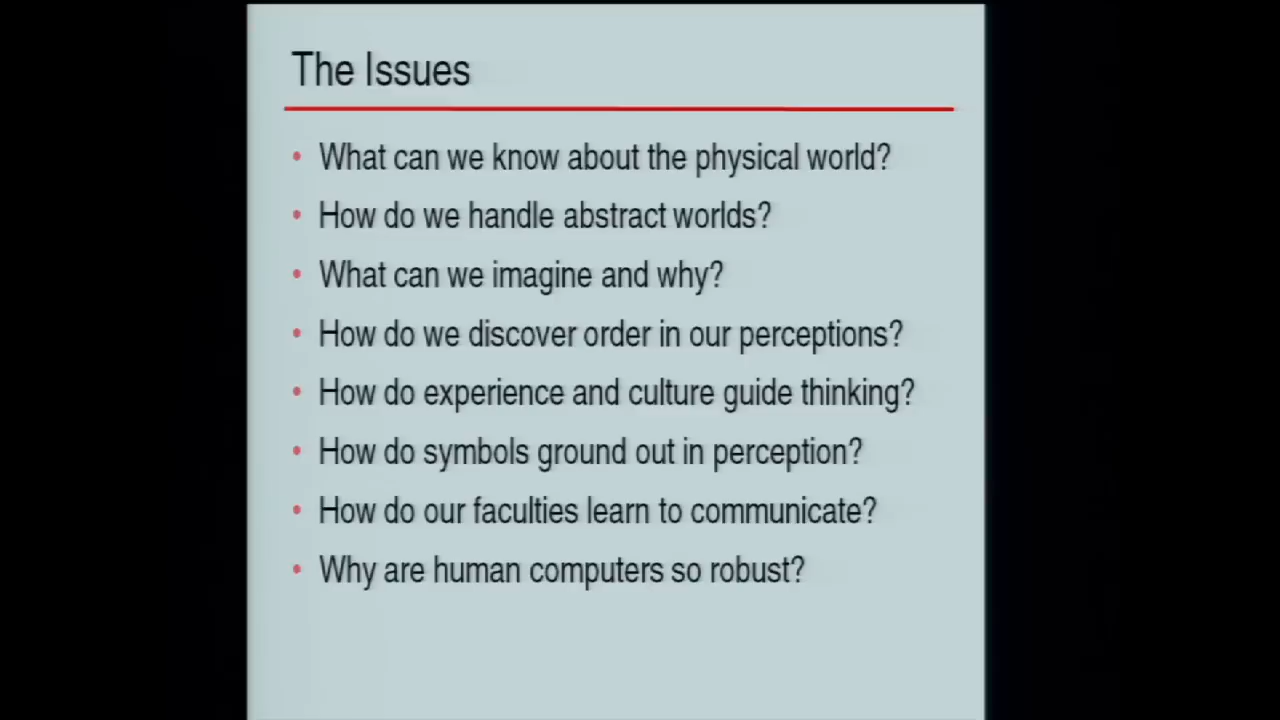 The Issues
• What can we know about the physical world?
• How do we handle abstract worlds?
• What can we imagine and why?
• How do we discover order in our perceptions?
• How do experience and culture guide thinking?
• How do symbols ground out in perception?
• How do our faculties learn to communicate?
• Why are human computers so robust?